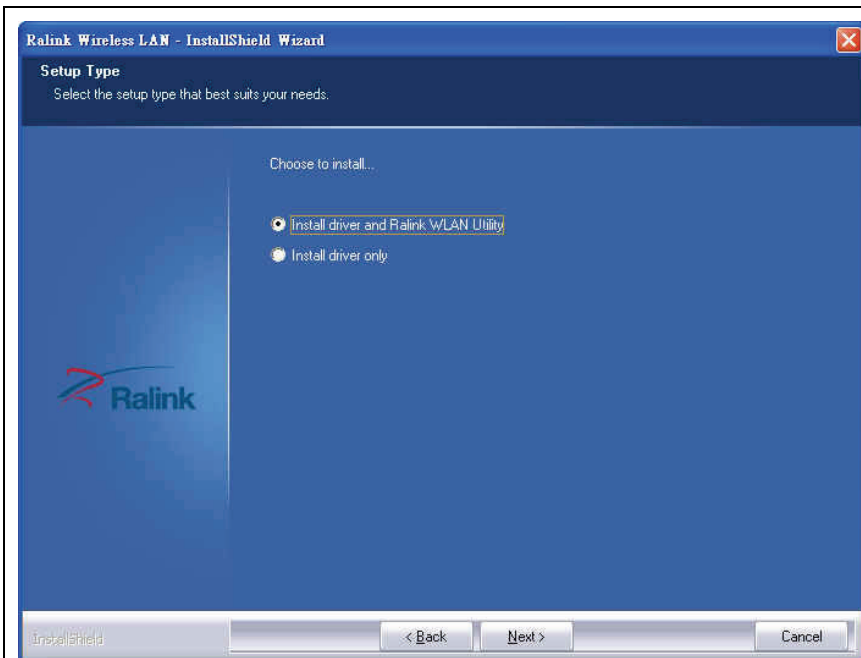 Ralink Wireless LAN - InstallShield Wizard
Setup Type
Select the setup type that best suits your needs.
Choose to install...
Install driver and Ralink WLAN Utility
Install driver only
Ralink
InstallShield
< Back
Next >
Cancel